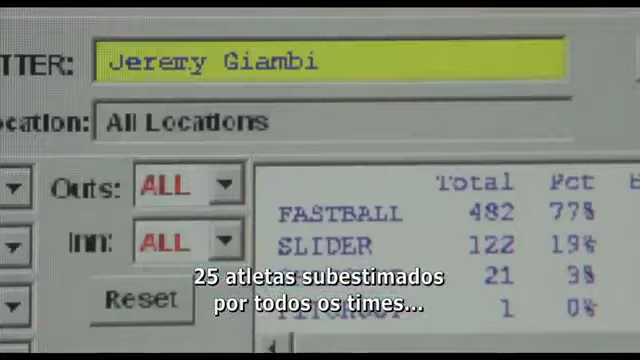 TTER: Jeremy Giambi
ocation: All Locations
Outs: ALL
Total Pct
FASTBALL 482 77%
Inn: ALL
SLIDER 122 19%
21 3%
Reset
1 0%
25 atletas subestimados
por todos os times...